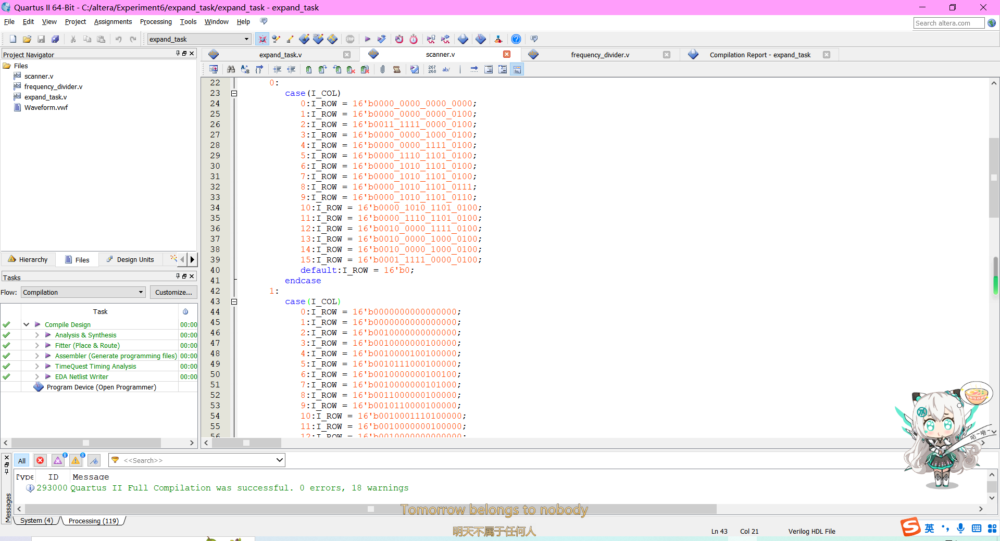 Quartus II 64-Bit - C:/altera/Experiment6/expand_task/expand_task - expand_task
File Edit View Project Assignments Processing Tools Window Help
Search altera.com
expand_task
STOP
Project Navigator
Files
scanner.v
frequency_divider.v
expand_task.v
Waveform.vwf
Hierarchy Files Design Units
Tasks
Flow: Compilation Customize...
Task
Compile Design 00:00
Analysis & Synthesis 00:00
Fitter (Place & Route) 00:00
Assembler (Generate programming files) 00:00
TimeQuest Timing Analysis 00:00
EDA Netlist Writer 00:00
Program Device (Open Programmer)
expand_task.v scanner.v frequency_divider.v Compilation Report - expand_task
267
268 ab/
22 0:
23 case(I_COL)
24 0:I_ROW = 16'b0000_0000_0000_0000;
25 1:I_ROW = 16'b0000_0000_0000_0100;
26 2:I_ROW = 16'b0011_1111_0000_0100;
27 3:I_ROW = 16'b0000_0000_1000_0100;
28 4:I_ROW = 16'b0000_0000_1111_0100;
29 5:I_ROW = 16'b0000_1110_1101_0100;
30 6:I_ROW = 16'b0000_1010_1101_0100;
31 7:I_ROW = 16'b0000_1010_1101_0100;
32 8:I_ROW = 16'b0000_1010_1101_0111;
33 9:I_ROW = 16'b0000_1010_1101_0110;
34 10:I_ROW = 16'b0000_1010_1101_0100;
35 11:I_ROW = 16'b0000_1110_1101_0100;
36 12:I_ROW = 16'b0010_0000_1111_0100;
37 13:I_ROW = 16'b0010_0000_1000_0100;
38 14:I_ROW = 16'b0010_0000_1000_0100;
39 15:I_ROW = 16'b0001_1111_0000_0100;
40 default:I_ROW = 16'b0;
41 endcase
42 1:
43 case(I_COL)
44 0:I_ROW = 16'b0000000000000000;
45 1:I_ROW = 16'b0000000000000000;
46 2:I_ROW = 16'b0010000000000000;
47 3:I_ROW = 16'b0010000000100000;
48 4:I_ROW = 16'b0010000100100000;
49 5:I_ROW = 16'b0010111000100000;
50 6:I_ROW = 16'b0010000000100100;
51 7:I_ROW = 16'b0010000000101000;
52 8:I_ROW = 16'b0011000000100000;
53 9:I_ROW = 16'b0010110000100000;
54 10:I_ROW = 16'b0010001110100000;
55 11:I_ROW = 16'b0010000000100000;
56 12:I_ROW = 16'b0010000000000000;
All 8 8 <<Search>>
Type ID Message
293000 Quartus II Full Compilation was successful. 0 errors, 18 warnings
Messages
System (4) Processing (119)
Tomorrow belongs to nobody
明天不属于任何人
Ln 43 Col 21 Verilog HDL File
英